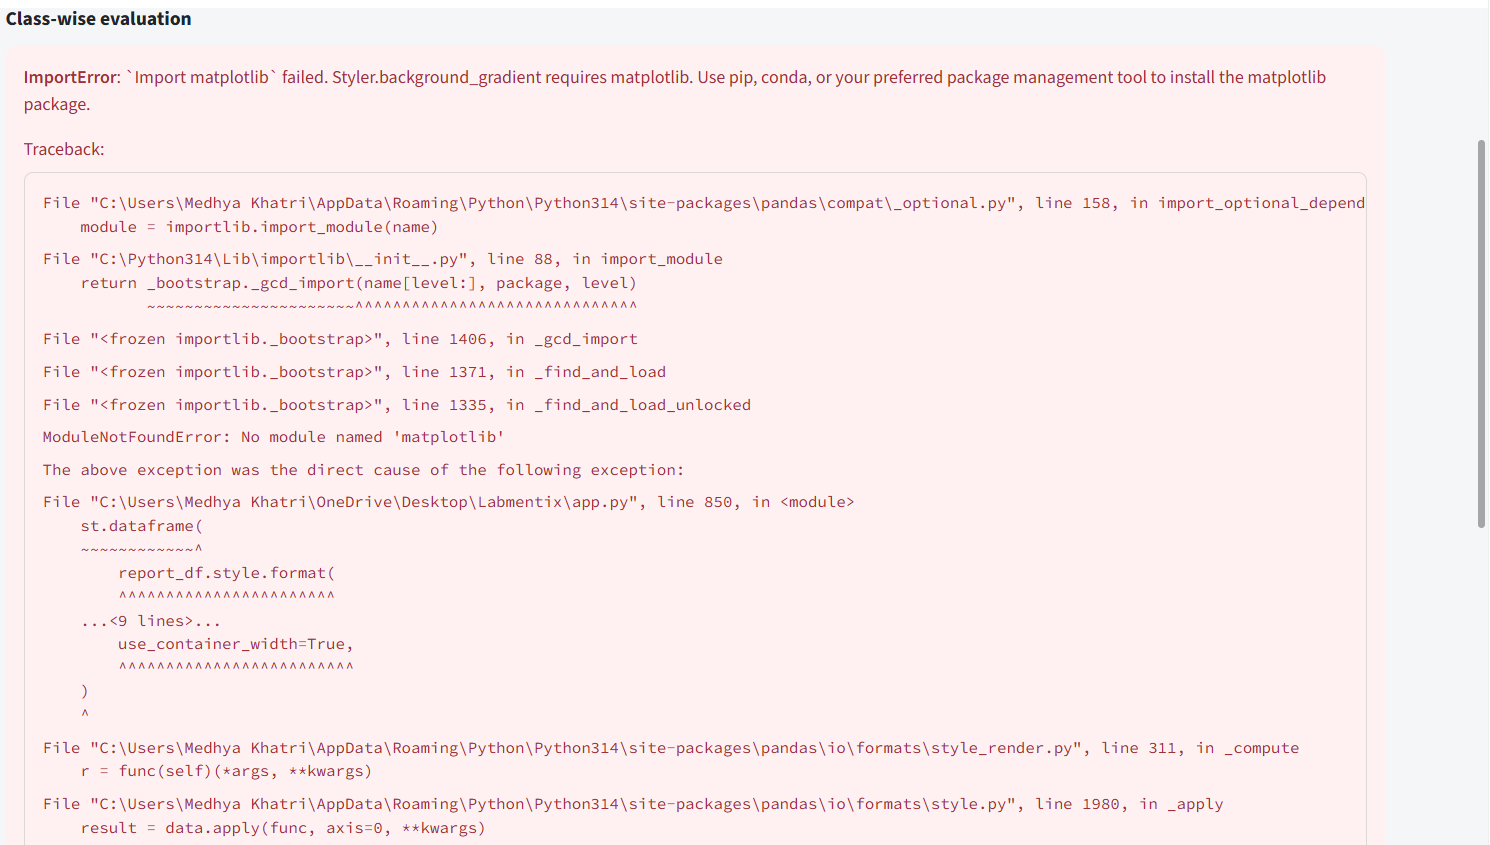 Class-wise evaluation
ImportError: `Import matplotlib` failed. Styler.background_gradient requires matplotlib. Use pip, conda, or your preferred package management tool to install the matplotlib
package.
Traceback:
File "C:\Users\Medhya Khatri\AppData\Roaming\Python\Python314\site-packages\pandas\compat\_optional.py", line 158, in import_optional_depend
    module = importlib.import_module(name)
File "C:\Python314\Lib\importlib\__init__.py", line 88, in import_module
    return _bootstrap._gcd_import(name[level:], package, level)
           ~~~~~~~~~~~~~~~~~~~~~~^^^^^^^^^^^^^^^^^^^^^^^^^^^^^^
File "<frozen importlib._bootstrap>", line 1406, in _gcd_import
File "<frozen importlib._bootstrap>", line 1371, in _find_and_load
File "<frozen importlib._bootstrap>", line 1335, in _find_and_load_unlocked
ModuleNotFoundError: No module named 'matplotlib'
The above exception was the direct cause of the following exception:
File "C:\Users\Medhya Khatri\OneDrive\Desktop\Labmentix\app.py", line 850, in <module>
    st.dataframe(
    ~~~~~~~~~~~~^
        report_df.style.format(
        ^^^^^^^^^^^^^^^^^^^^^^^
    ...<9 lines>...
        use_container_width=True,
        ^^^^^^^^^^^^^^^^^^^^^^^^^
    )
    ^
File "C:\Users\Medhya Khatri\AppData\Roaming\Python\Python314\site-packages\pandas\io\formats\style_render.py", line 311, in _compute
    r = func(self)(*args, **kwargs)
File "C:\Users\Medhya Khatri\AppData\Roaming\Python\Python314\site-packages\pandas\io\formats\style.py", line 1980, in _apply
    result = data.apply(func, axis=0, **kwargs)